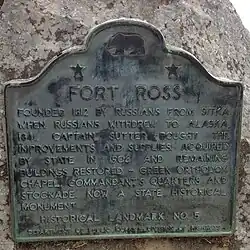 FORT ROSS
FOUNDED 1812 BY RUSSIANS FROM SITKA
WHEN RUSSIANS WITHDREW TO ALASKA
1841, CAPTAIN SUTTER BOUGHT THE
IMPROVEMENTS AND SUPPLIES. ACQUIRED
BY STATE IN 1906 AND REMAINING
BUILDINGS RESTORED - GREEK ORTHODOX
CHAPEL, COMMANDANT'S QUARTERS AND
STOCKADE. NOW A STATE HISTORICAL
MONUMENT.
HISTORICAL LANDMARK NO. 5